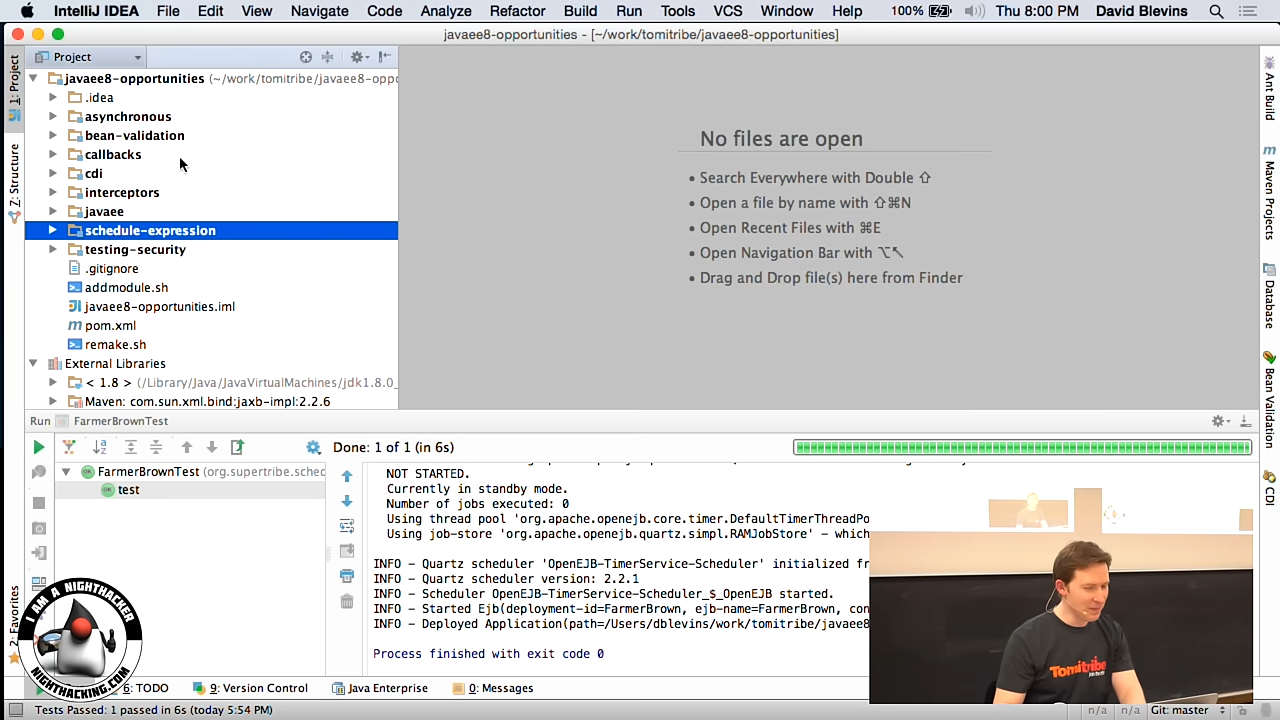 IntelliJ IDEA File Edit View Navigate Code Analyze Refactor Build Run Tools VCS Window Help 100% Thu 8:00 PM David Blevins
javaee8-opportunities - [~/work/tomitribe/javaee8-opportunities]
1: Project
Z: Structure
2: Favorites
Project
javaee8-opportunities (~/work/tomitribe/javaee8-oppo
.idea
asynchronous
bean-validation
callbacks
cdi
interceptors
javaee
schedule-expression
testing-security
.gitignore
addmodule.sh
javaee8-opportunities.iml
pom.xml
remake.sh
External Libraries
< 1.8 > (/Library/Java/JavaVirtualMachines/jdk1.8.0_
Maven: com.sun.xml.bind:jaxb-impl:2.2.6
No files are open
• Search Everywhere with Double ⇧
• Open a file by name with ⇧⌘N
• Open Recent Files with ⌘E
• Open Navigation Bar with ⌥↖
• Drag and Drop file(s) here from Finder
Ant Build
Maven Projects
Database
Bean Validation
CDI
Run FarmerBrownTest
Done: 1 of 1 (in 6s)
FarmerBrownTest (org.supertribe.sched
test
NOT STARTED.
Currently in standby mode.
Number of jobs executed: 0
Using thread pool 'org.apache.openejb.core.timer.DefaultTimerThreadPo
Using job-store 'org.apache.openejb.quartz.simpl.RAMJobStore' - which
INFO - Quartz scheduler 'OpenEJB-TimerService-Scheduler' initialized fr
INFO - Quartz scheduler version: 2.2.1
INFO - Scheduler OpenEJB-TimerService-Scheduler_$_OpenEJB started.
INFO - Started Ejb(deployment-id=FarmerBrown, ejb-name=FarmerBrown, con
INFO - Deployed Application(path=/Users/dblevins/work/tomitribe/javaee8
Process finished with exit code 0
I AM A NIGHTHACKER
NIGHTHACKING.COM
Tomitribe
6: TODO 9: Version Control Java Enterprise 0: Messages
Tests Passed: 1 passed in 6s (today 5:54 PM) n/a n/a Git: master